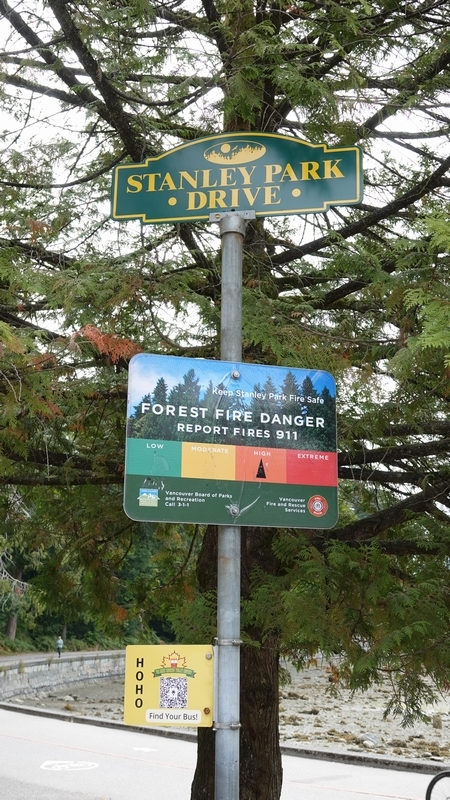 STANLEY PARK
• DRIVE •
Keep Stanley Park Fire Safe
FOREST FIRE DANGER
REPORT FIRES 911
LOW MODERATE HIGH EXTREME
Vancouver Board of Parks
and Recreation
Call 3-1-1
Vancouver
Fire and Rescue
Services
HOHO
Find Your Bus!